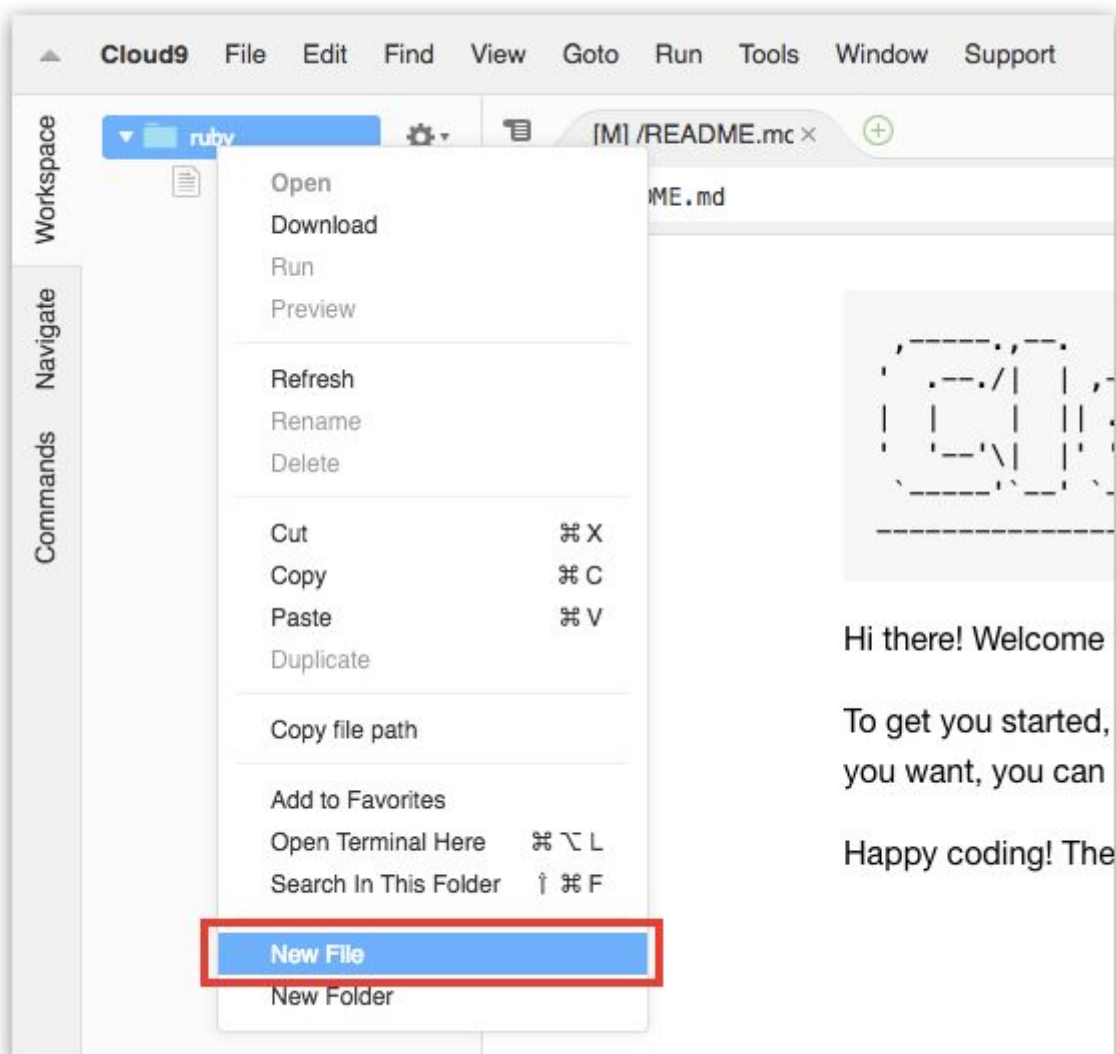 Cloud9 File Edit Find View Goto Run Tools Window Support
Workspace
Navigate
Commands
ruby
[M] /README.mc ×
ME.md
Open
Download
Run
Preview
Refresh
Rename
Delete
Cut ⌘ X
Copy ⌘ C
Paste ⌘ V
Duplicate
Copy file path
Add to Favorites
Open Terminal Here ⌘ ⌥ L
Search In This Folder ⇧ ⌘ F
New File
New Folder
Hi there! Welcome
To get you started,
you want, you can
Happy coding! The